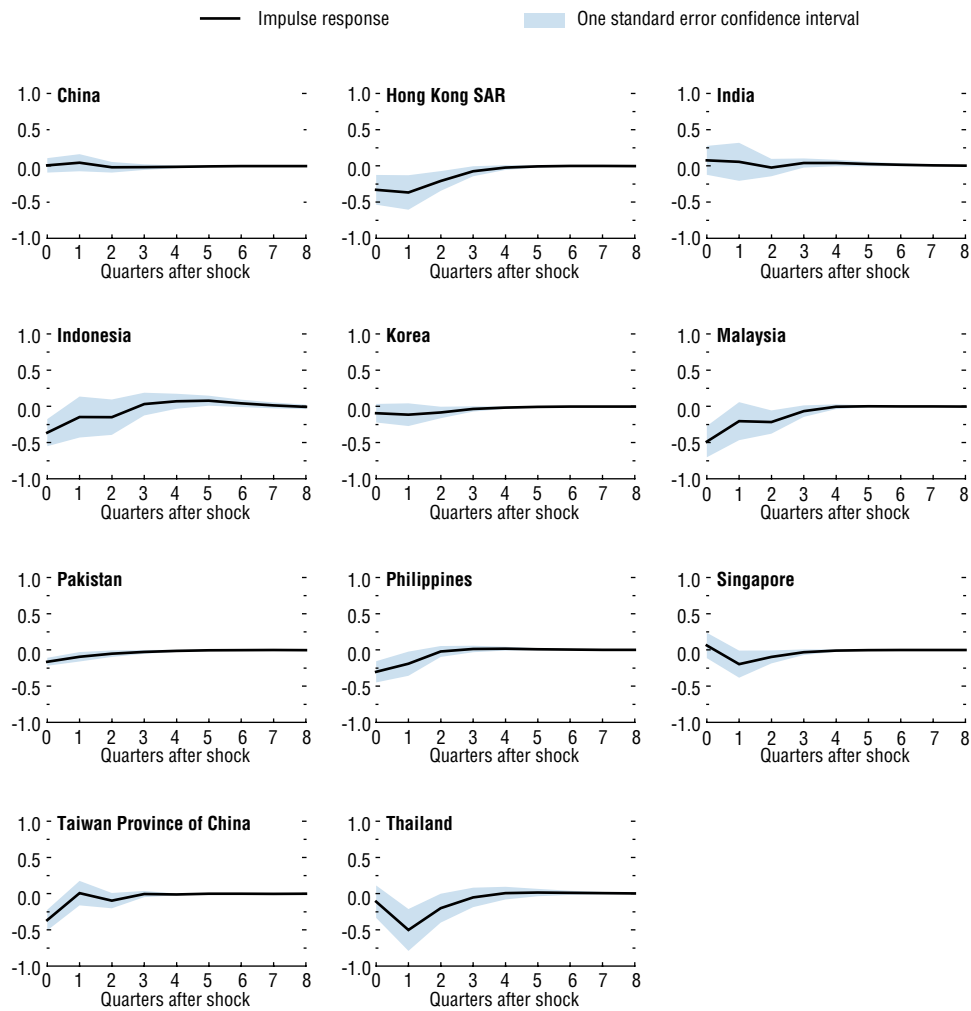 Impulse response One standard error confidence interval
China Hong Kong SAR India
1.0 1.0 1.0
0.5 0.5 0.5
0.0 0.0 0.0
-0.5 -0.5 -0.5
-1.0 -1.0 -1.0
0 1 2 3 4 5 6 7 8 0 1 2 3 4 5 6 7 8 0 1 2 3 4 5 6 7 8
Quarters after shock Quarters after shock Quarters after shock
Indonesia Korea Malaysia
1.0 1.0 1.0
0.5 0.5 0.5
0.0 0.0 0.0
-0.5 -0.5 -0.5
-1.0 -1.0 -1.0
0 1 2 3 4 5 6 7 8 0 1 2 3 4 5 6 7 8 0 1 2 3 4 5 6 7 8
Quarters after shock Quarters after shock Quarters after shock
Pakistan Philippines Singapore
1.0 1.0 1.0
0.5 0.5 0.5
0.0 0.0 0.0
-0.5 -0.5 -0.5
-1.0 -1.0 -1.0
0 1 2 3 4 5 6 7 8 0 1 2 3 4 5 6 7 8 0 1 2 3 4 5 6 7 8
Quarters after shock Quarters after shock Quarters after shock
Taiwan Province of China Thailand
1.0 1.0
0.5 0.5
0.0 0.0
-0.5 -0.5
-1.0 -1.0
0 1 2 3 4 5 6 7 8 0 1 2 3 4 5 6 7 8
Quarters after shock Quarters after shock